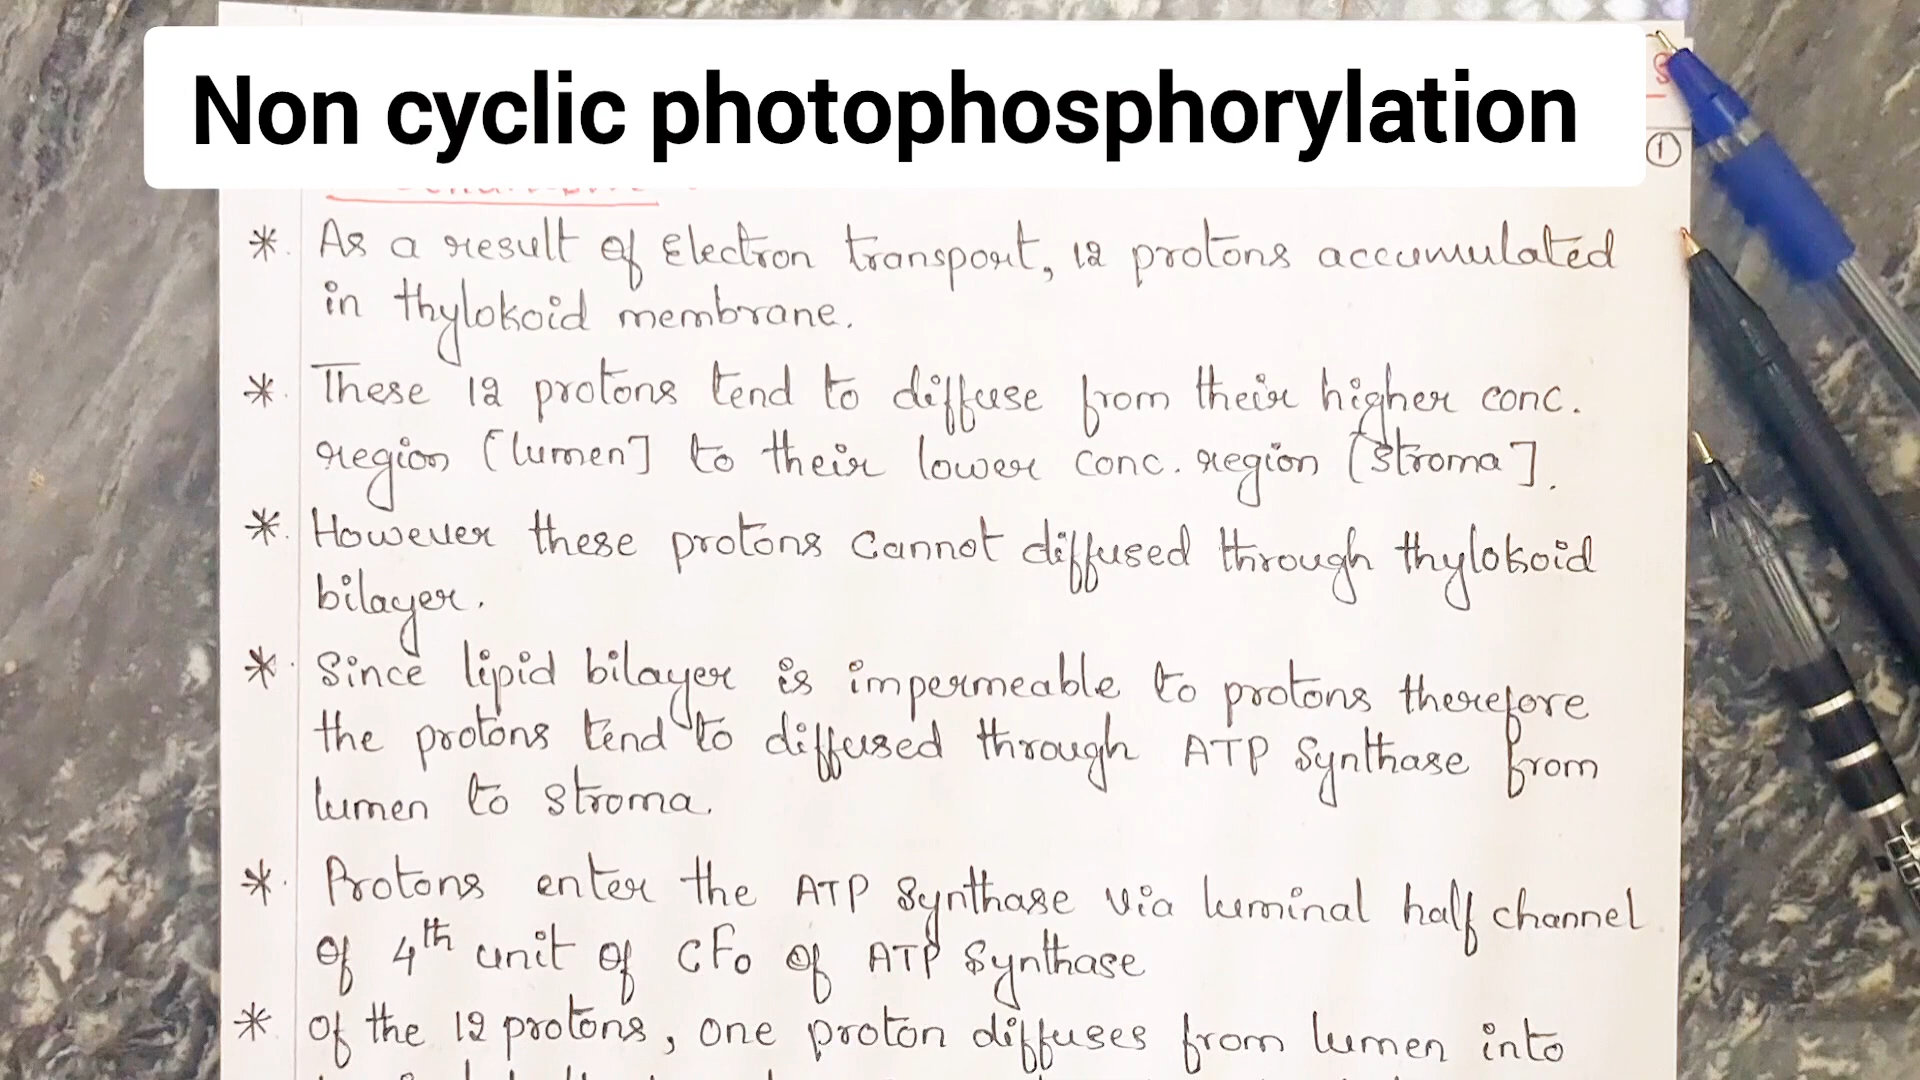 Non cyclic photophosphorylation
①
* As a result of Electron transport, 12 protons accumulated
in thylokoid membrane.
* These 12 protons tend to diffuse from their higher conc.
region [lumen] to their lower conc. region [stroma].
* However these protons cannot diffused through thylokoid
bilayer.
* Since lipid bilayer is impermeable to protons therefore
the protons tend to diffused through ATP Synthase from
lumen to stroma.
* Protons enter the ATP Synthase via luminal half channel
of 4th unit of CFo of ATP Synthase
* of the 12 protons, one proton diffuses from lumen into